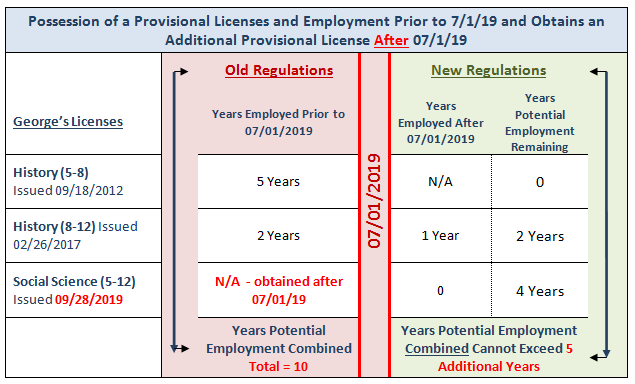 Possession of a Provisional Licenses and Employment Prior to 7/1/19 and Obtains an
Additional Provisional License After 07/1/19
George's Licenses
Old Regulations
Years Employed Prior to
07/01/2019
07/01/2019
New Regulations
Years
Employed After
07/01/2019
Years
Potential
Employment
Remaining
History (5-8)
Issued 09/18/2012
5 Years
N/A
0
History (8-12) Issued
02/26/2017
2 Years
1 Year
2 Years
Social Science (5-12)
Issued 09/28/2019
N/A - obtained after
07/01/19
0
4 Years
Years Potential
Employment Combined
Total = 10
Years Potential Employment
Combined Cannot Exceed 5
Additional Years